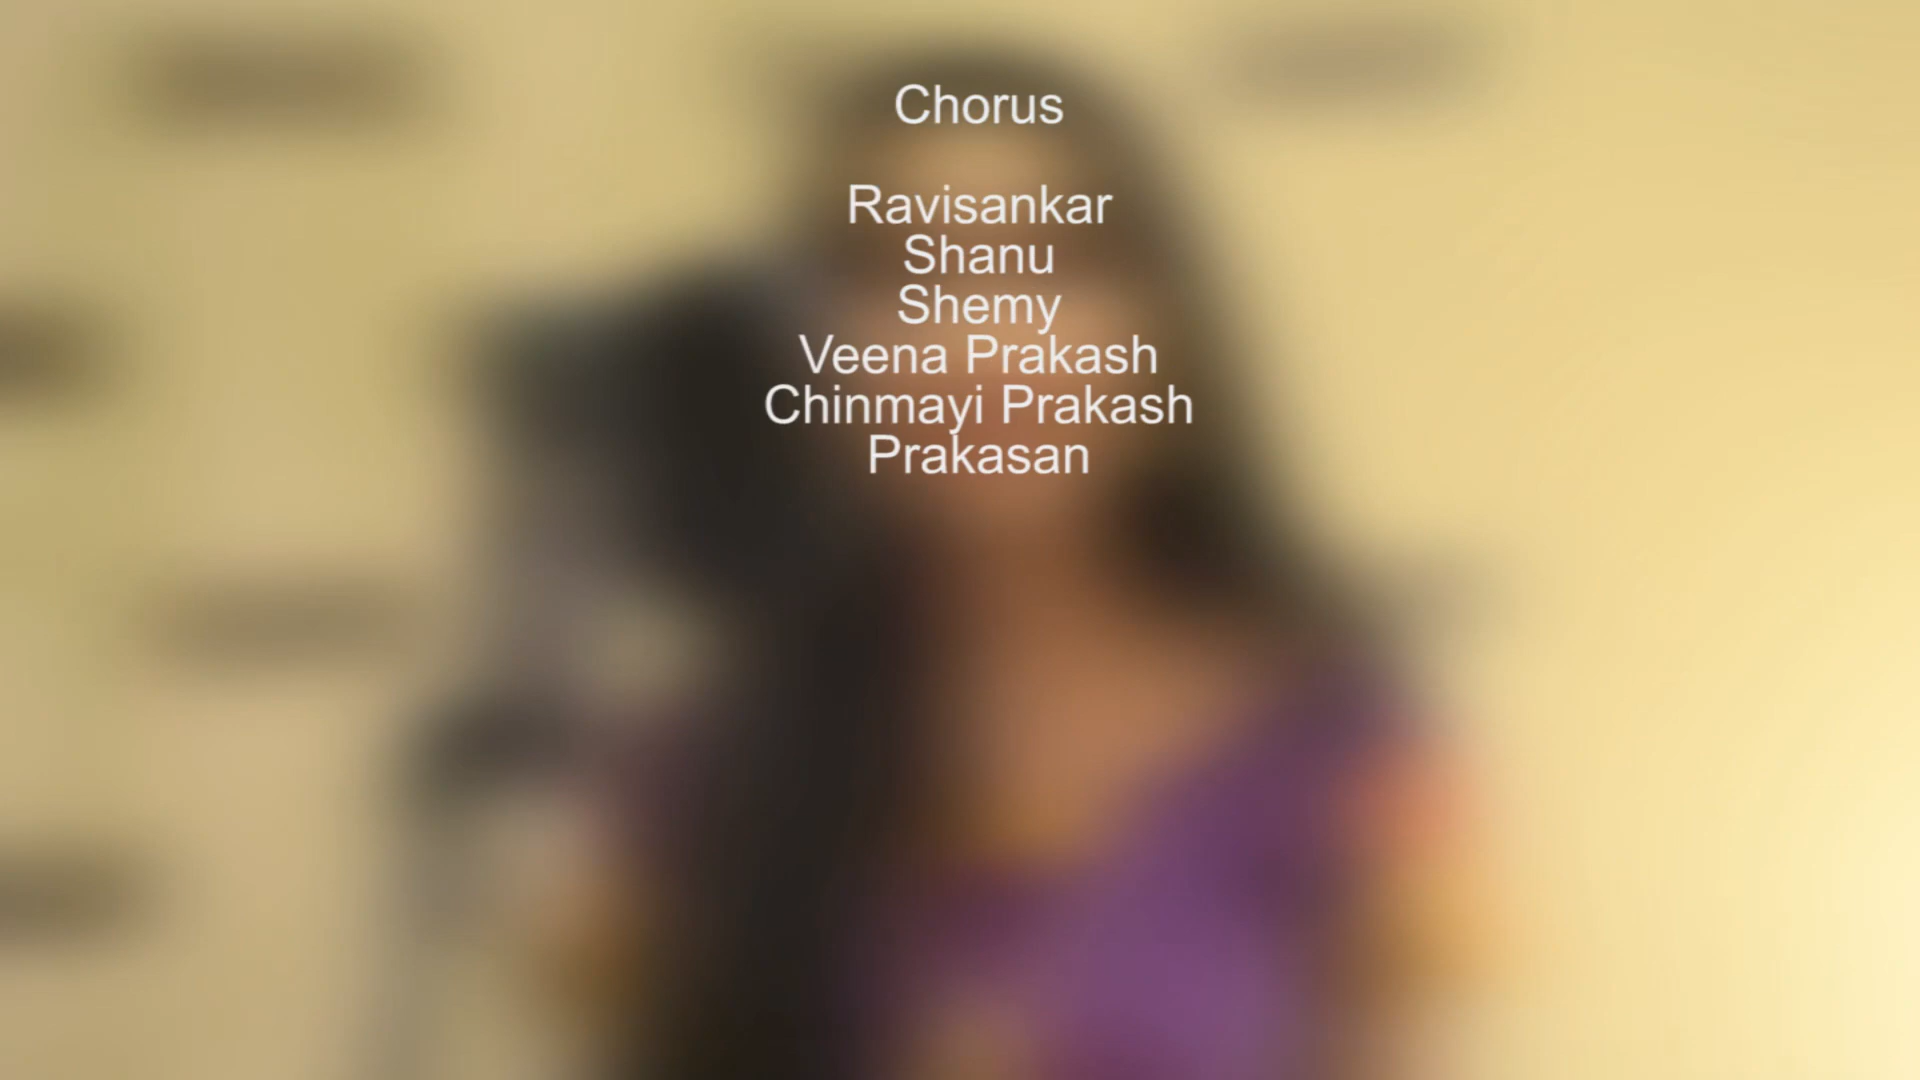 Chorus
Ravisankar
Shanu
Shemy
Veena Prakash
Chinmayi Prakash
Prakasan